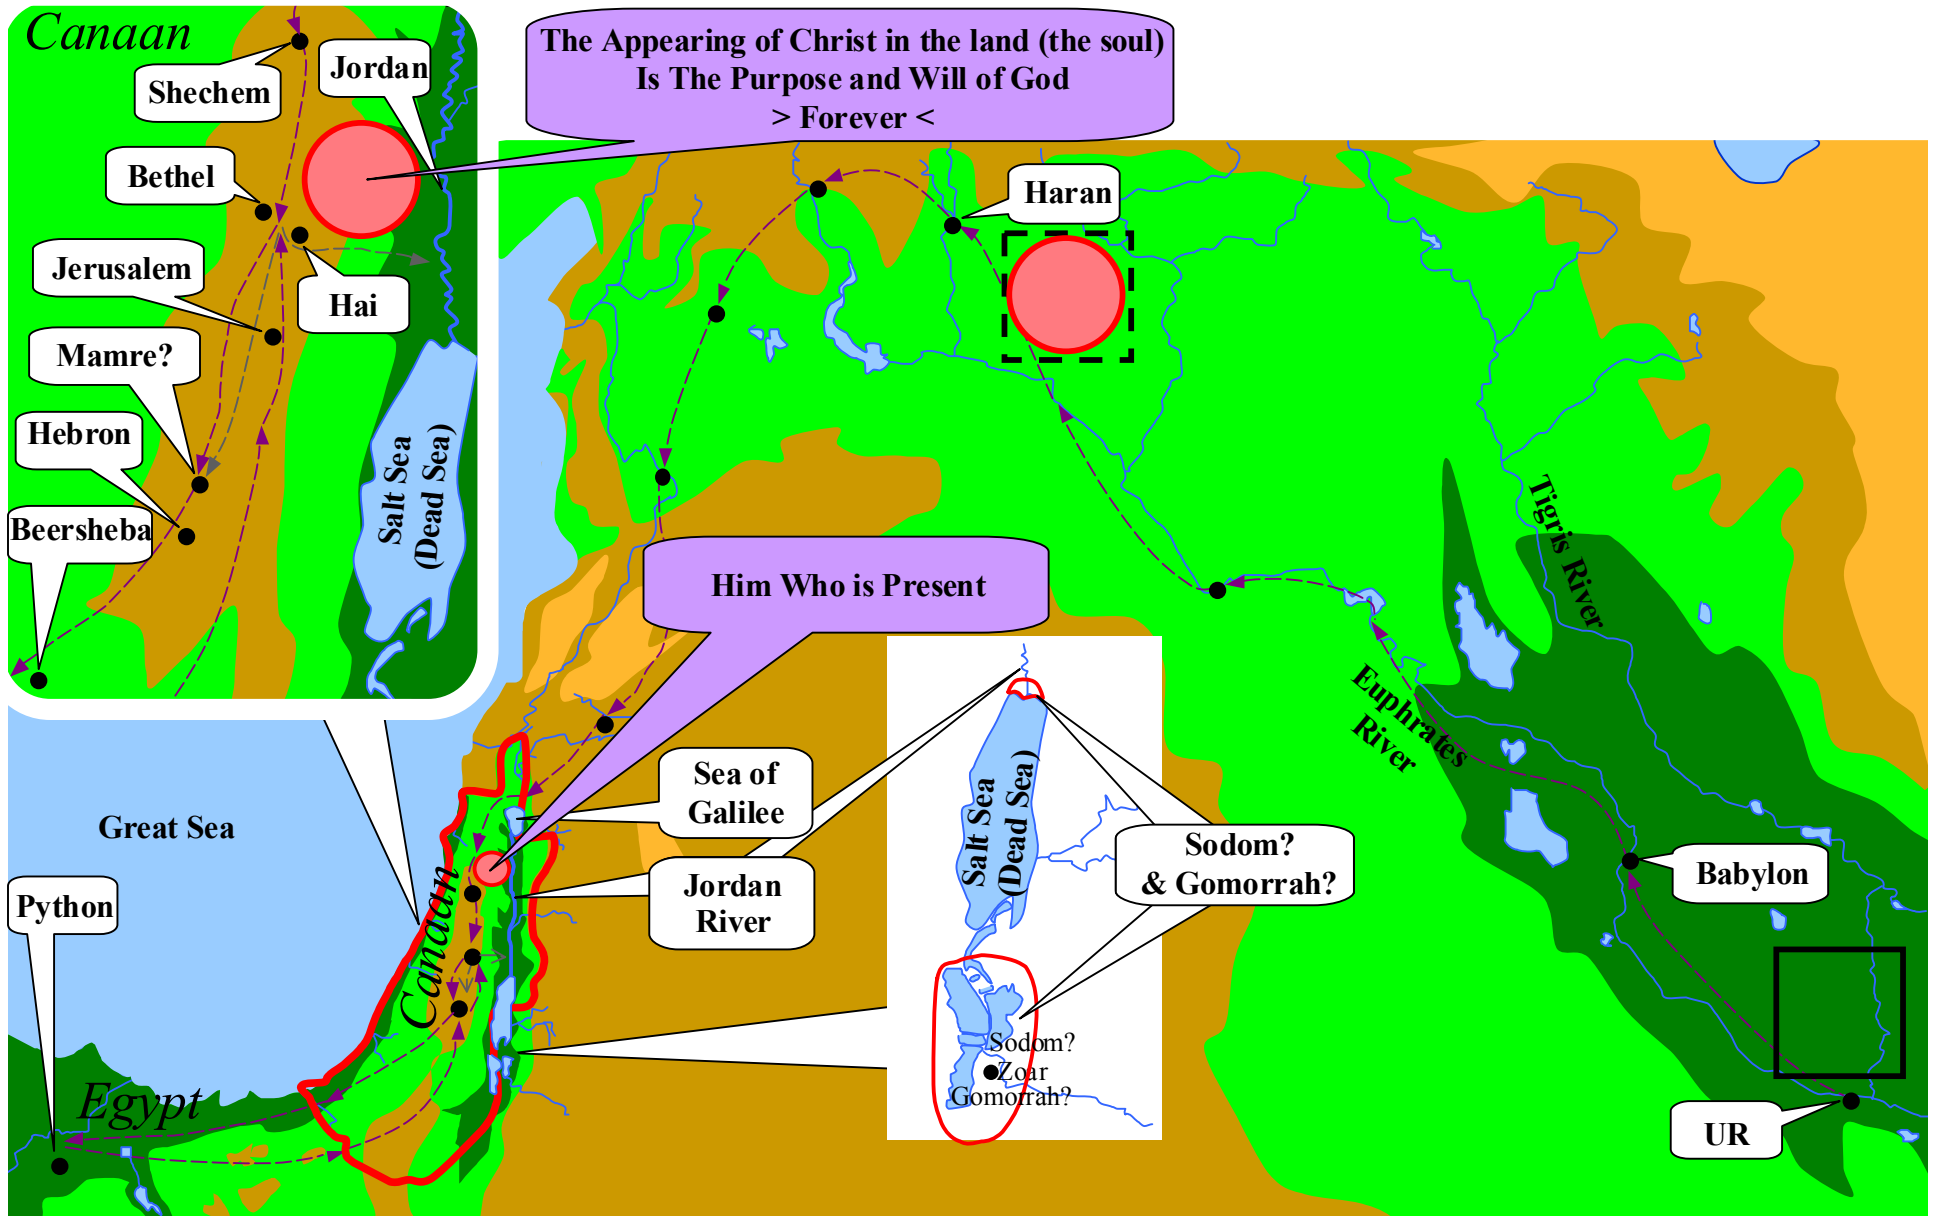 Canaan
Shechem
Jordan
Bethel
Jerusalem
Hai
Mamre?
Hebron
Beersheba
Salt Sea
(Dead Sea)
The Appearing of Christ in the land (the soul)
Is The Purpose and Will of God
> Forever <
Haran
Him Who is Present
Tigris River
Euphrates
River
Great Sea
Sea of
Galilee
Jordan
River
Canaan
Python
Egypt
Salt Sea
(Dead Sea)
Sodom?
& Gomorrah?
Sodom?
Zoar
Gomorrah?
Babylon
UR